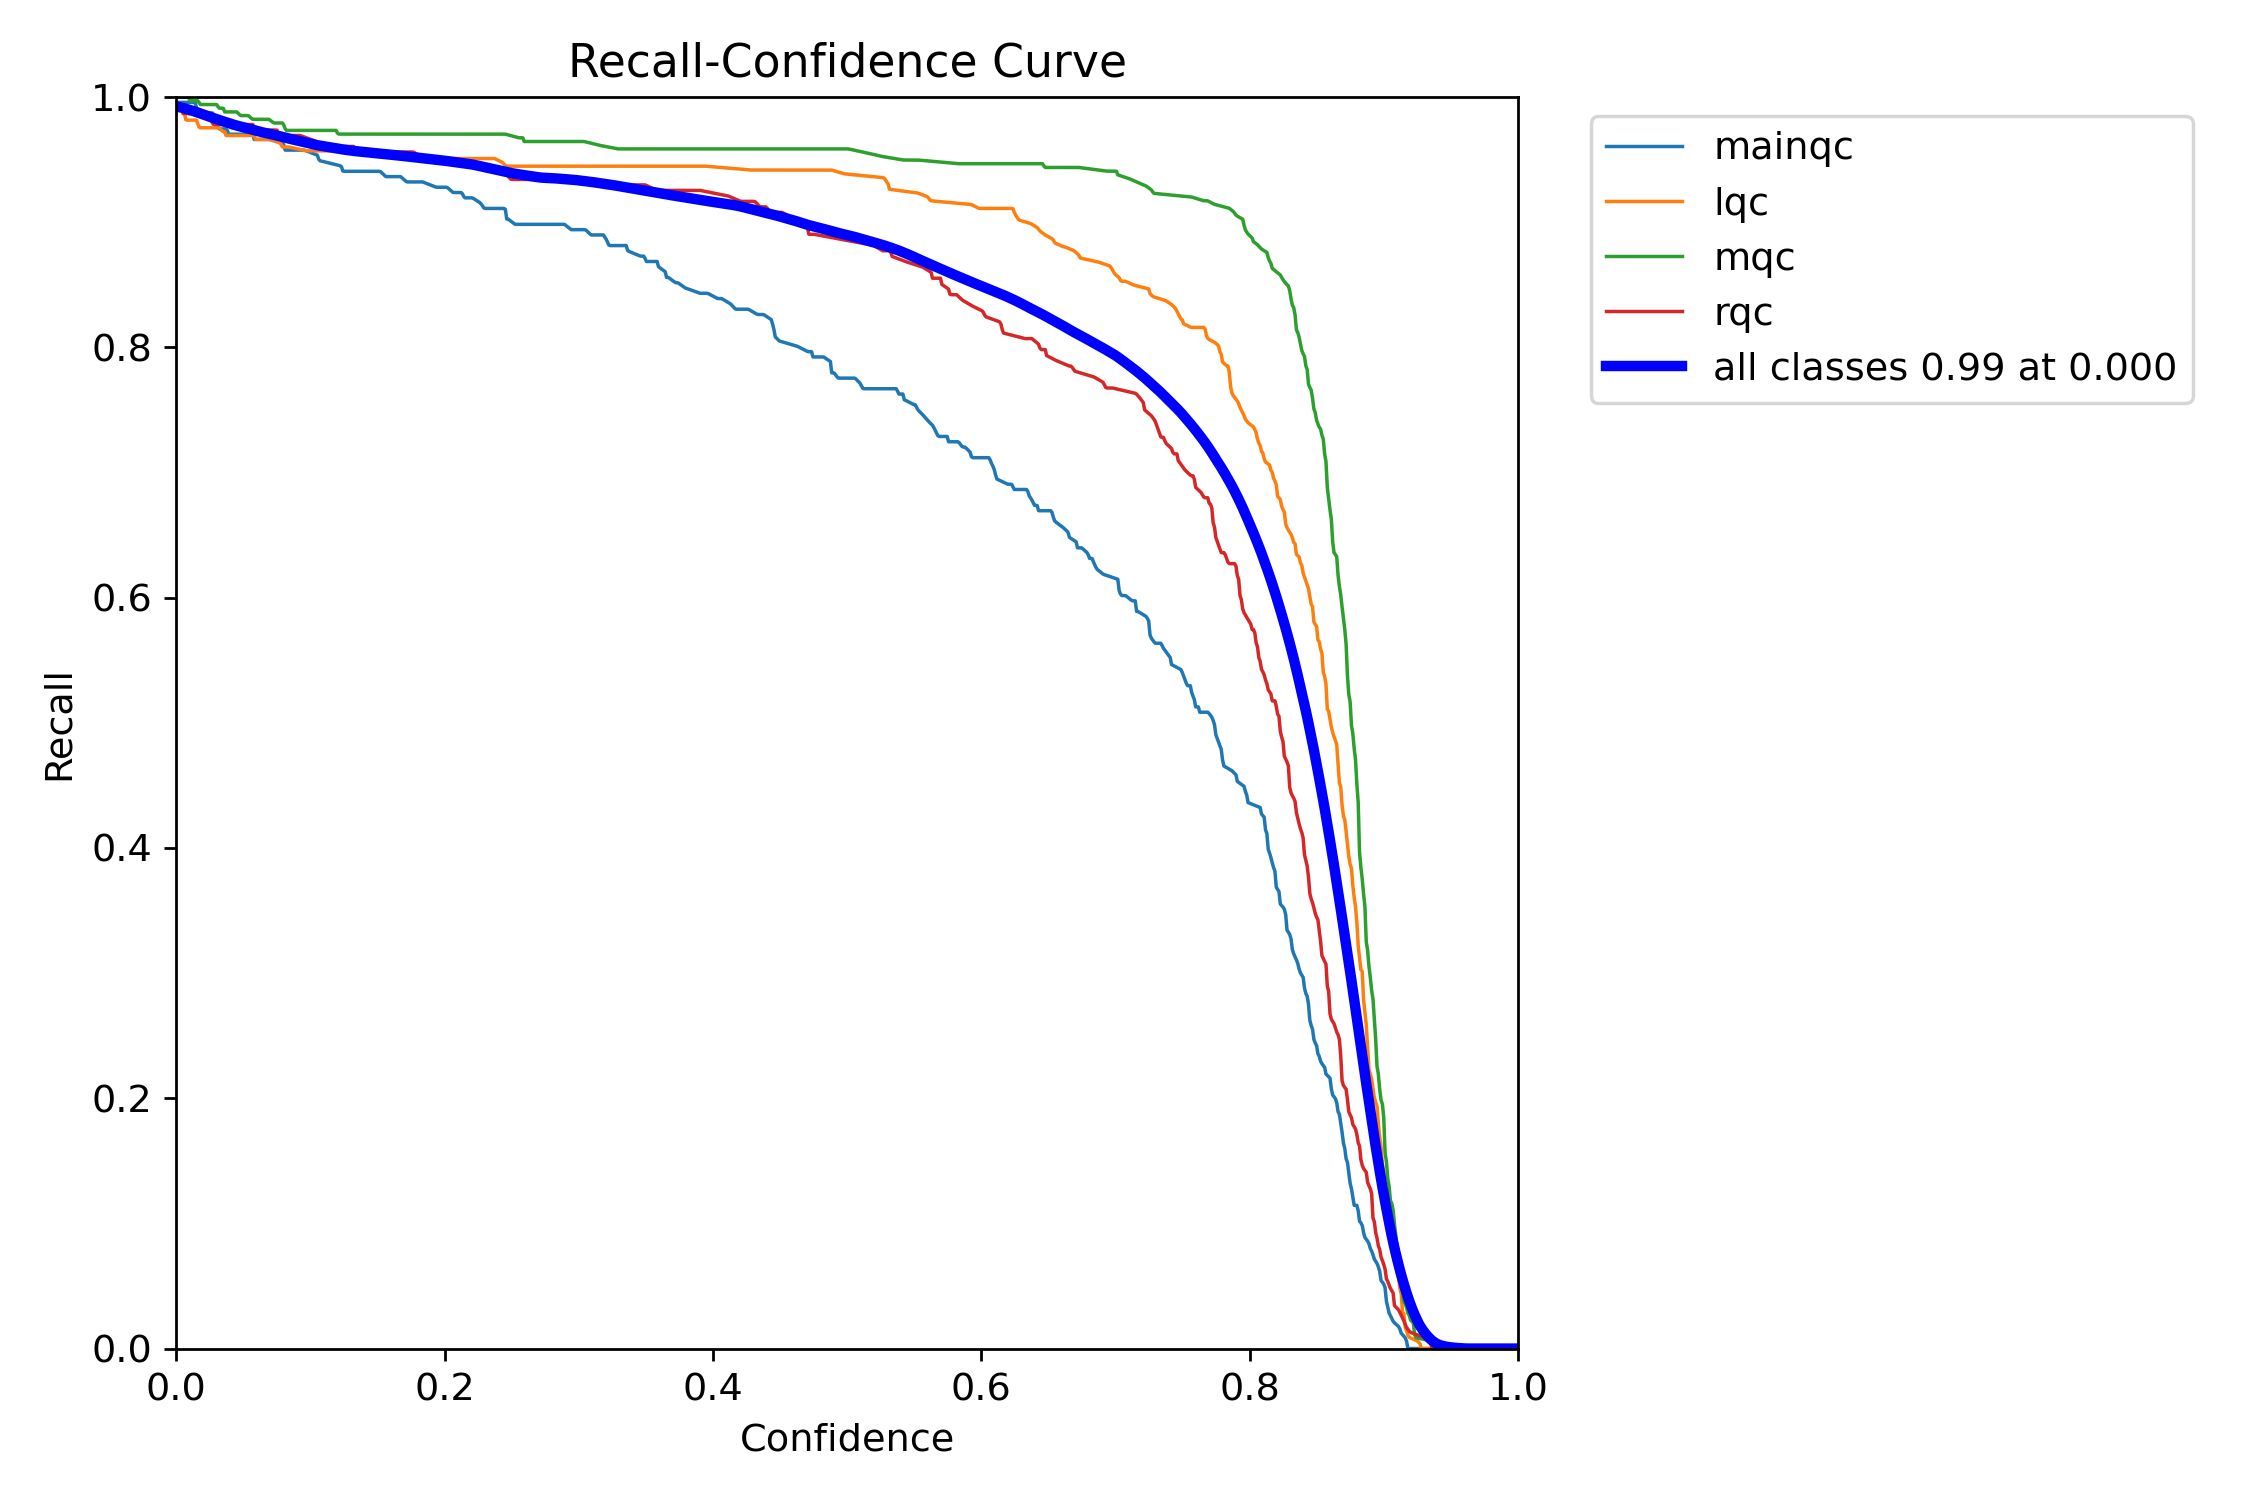 Recall-Confidence Curve
1.0
0.8
0.6
0.4
0.2
0.0
Recall
0.0 0.2 0.4 0.6 0.8 1.0
Confidence
mainqc
lqc
mqc
rqc
all classes 0.99 at 0.000